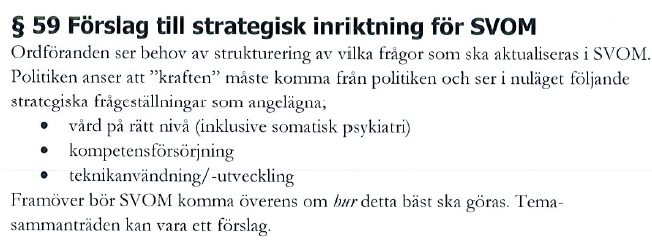 § 59 Förslag till strategisk inriktning för SVOM
Ordföranden ser behov av strukturering av vilka frågor som ska aktualiseras i SVOM.
Politiken anser att ”kraften” måste komma från politiken och ser i nuläget följande
strategiska frågeställningar som angelägna;
• vård på rätt nivå (inklusive somatisk psykiatri)
• kompetensförsörjning
• teknikanvändning/-utveckling
Framöver bör SVOM komma överens om hur detta bäst ska göras. Tema-
sammanträden kan vara ett förslag.